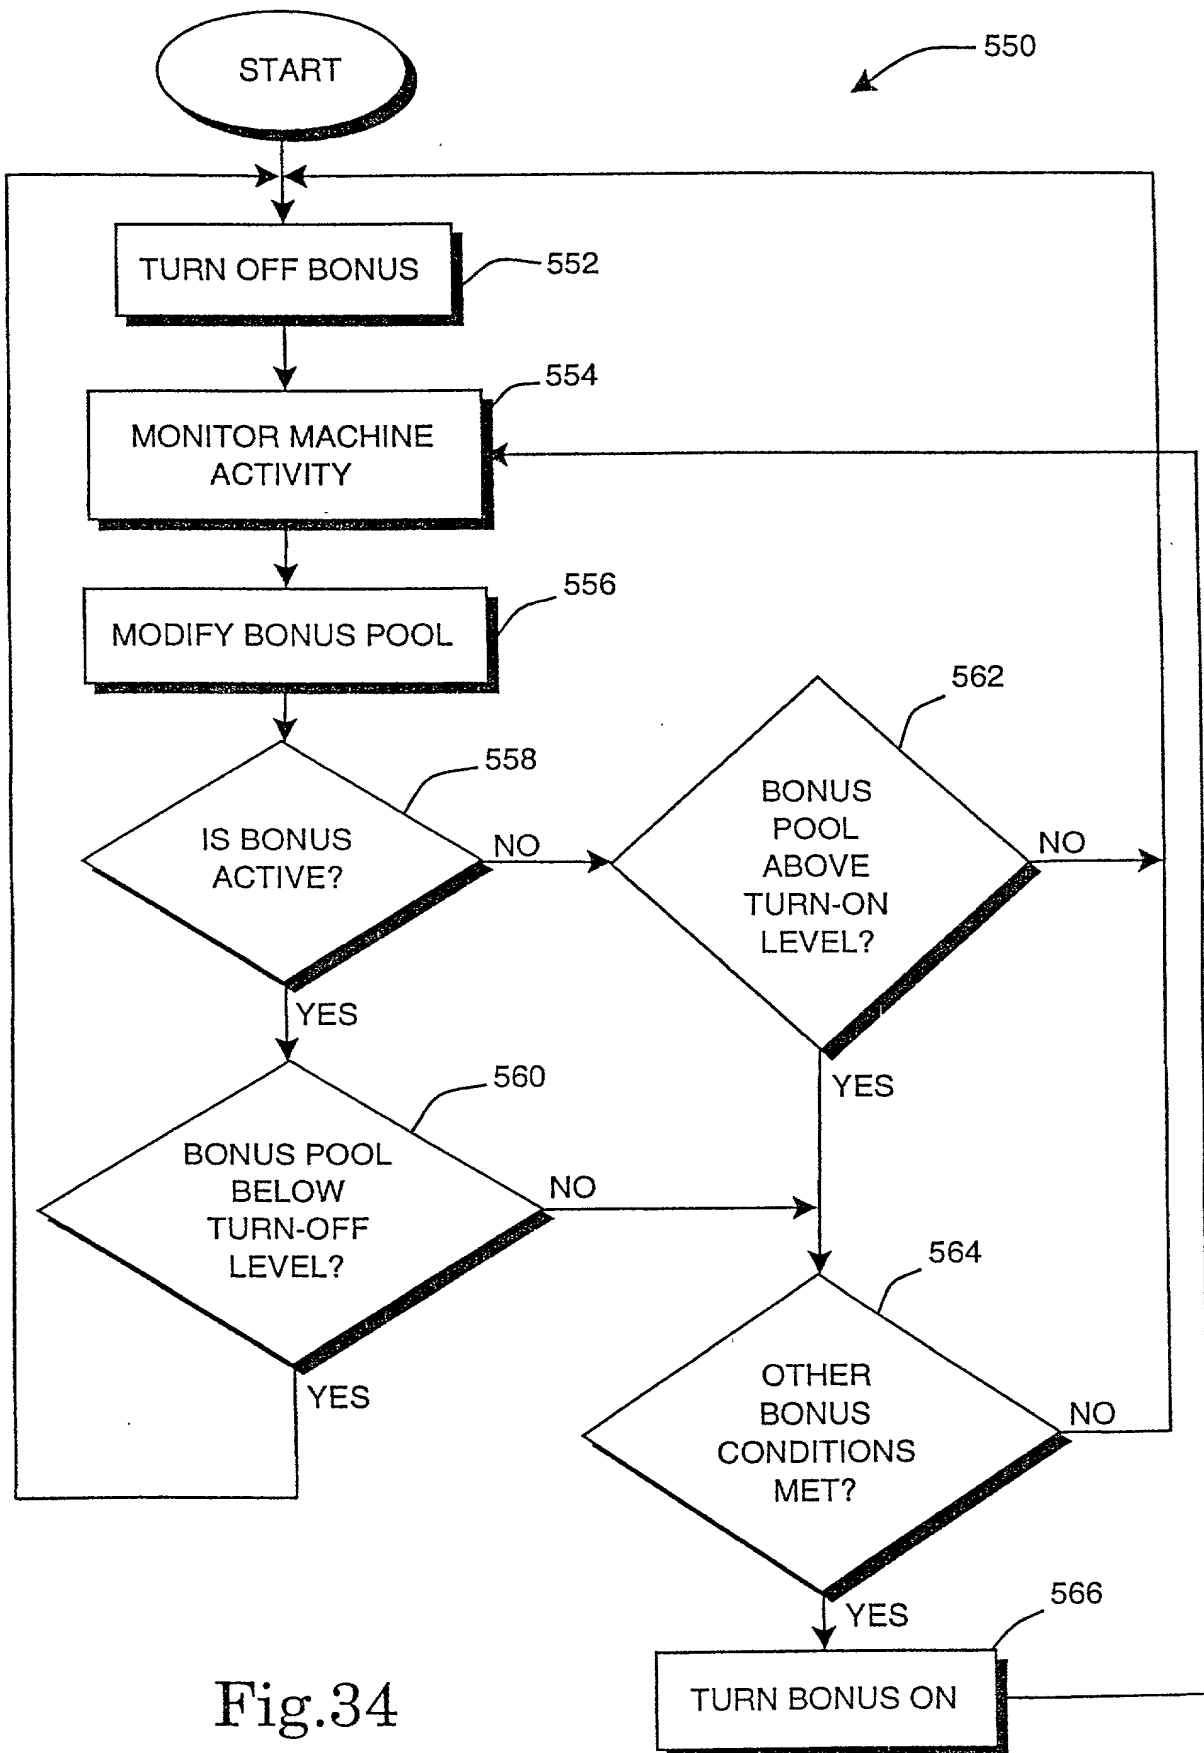 START
550
TURN OFF BONUS
552
554
MONITOR MACHINE
ACTIVITY
556
MODIFY BONUS POOL
562
558
IS BONUS
ACTIVE?
NO
BONUS
POOL
ABOVE
TURN-ON
LEVEL?
NO
YES
YES
560
BONUS POOL
BELOW
TURN-OFF
LEVEL?
NO
564
YES
OTHER
BONUS
CONDITIONS
MET?
NO
YES
566
TURN BONUS ON
Fig.34